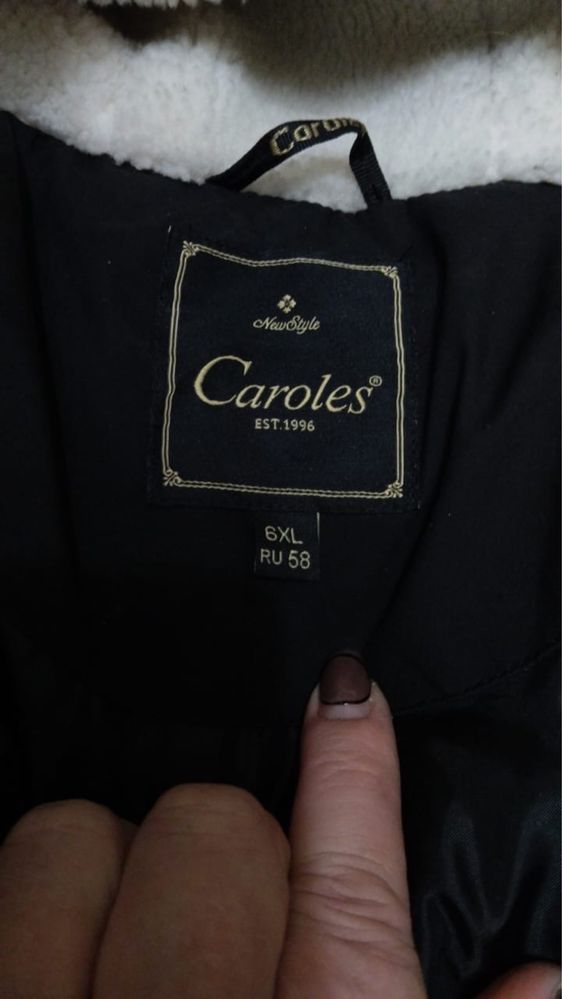 NewStyle
Caroles®
EST.1996
6XL
RU 58